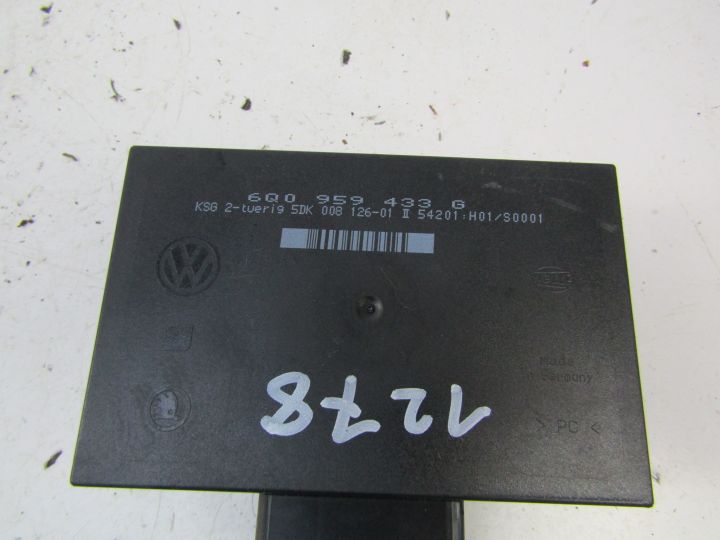 6Q0 959 433 G
KSG 2-tuerig 5DK 008 126-01 II 54201:H01/S0001
HELLA
Made
in Germany
> PC <
1278